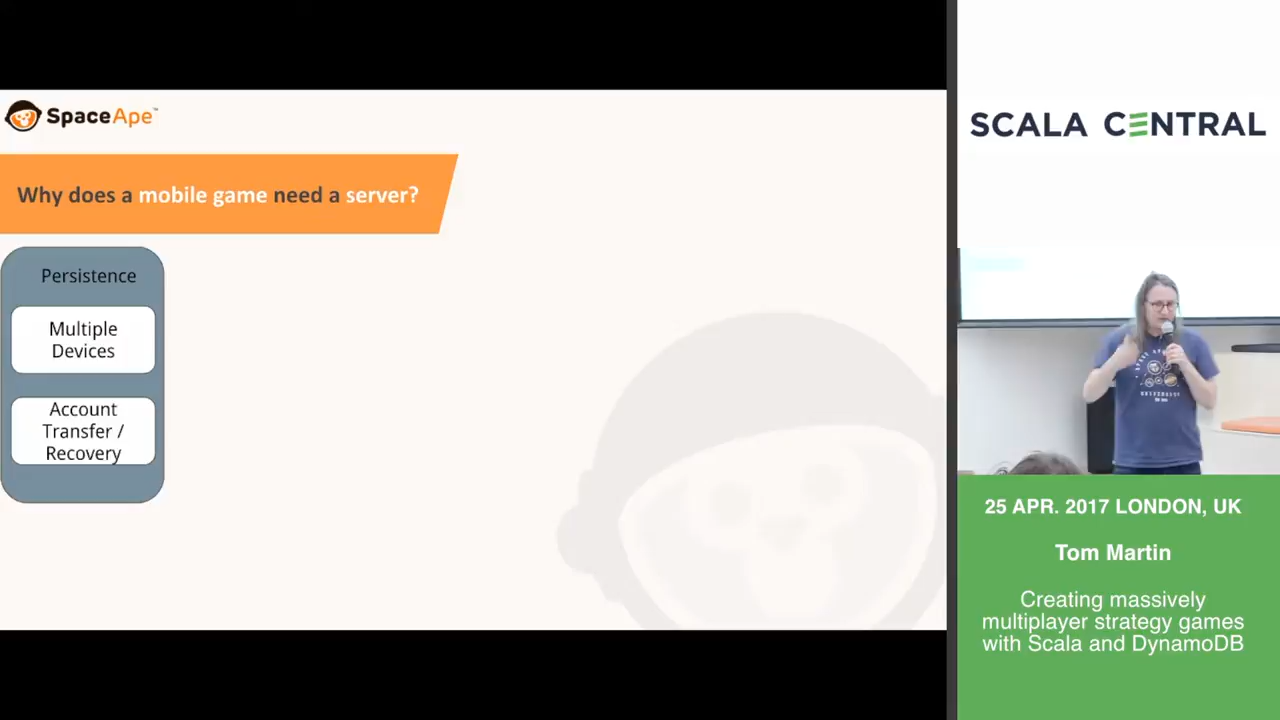 SpaceApe™
Why does a mobile game need a server?
Persistence
Multiple
Devices
Account
Transfer /
Recovery
SCALA CENTRAL
25 APR. 2017 LONDON, UK
Tom Martin
Creating massively
multiplayer strategy games
with Scala and DynamoDB